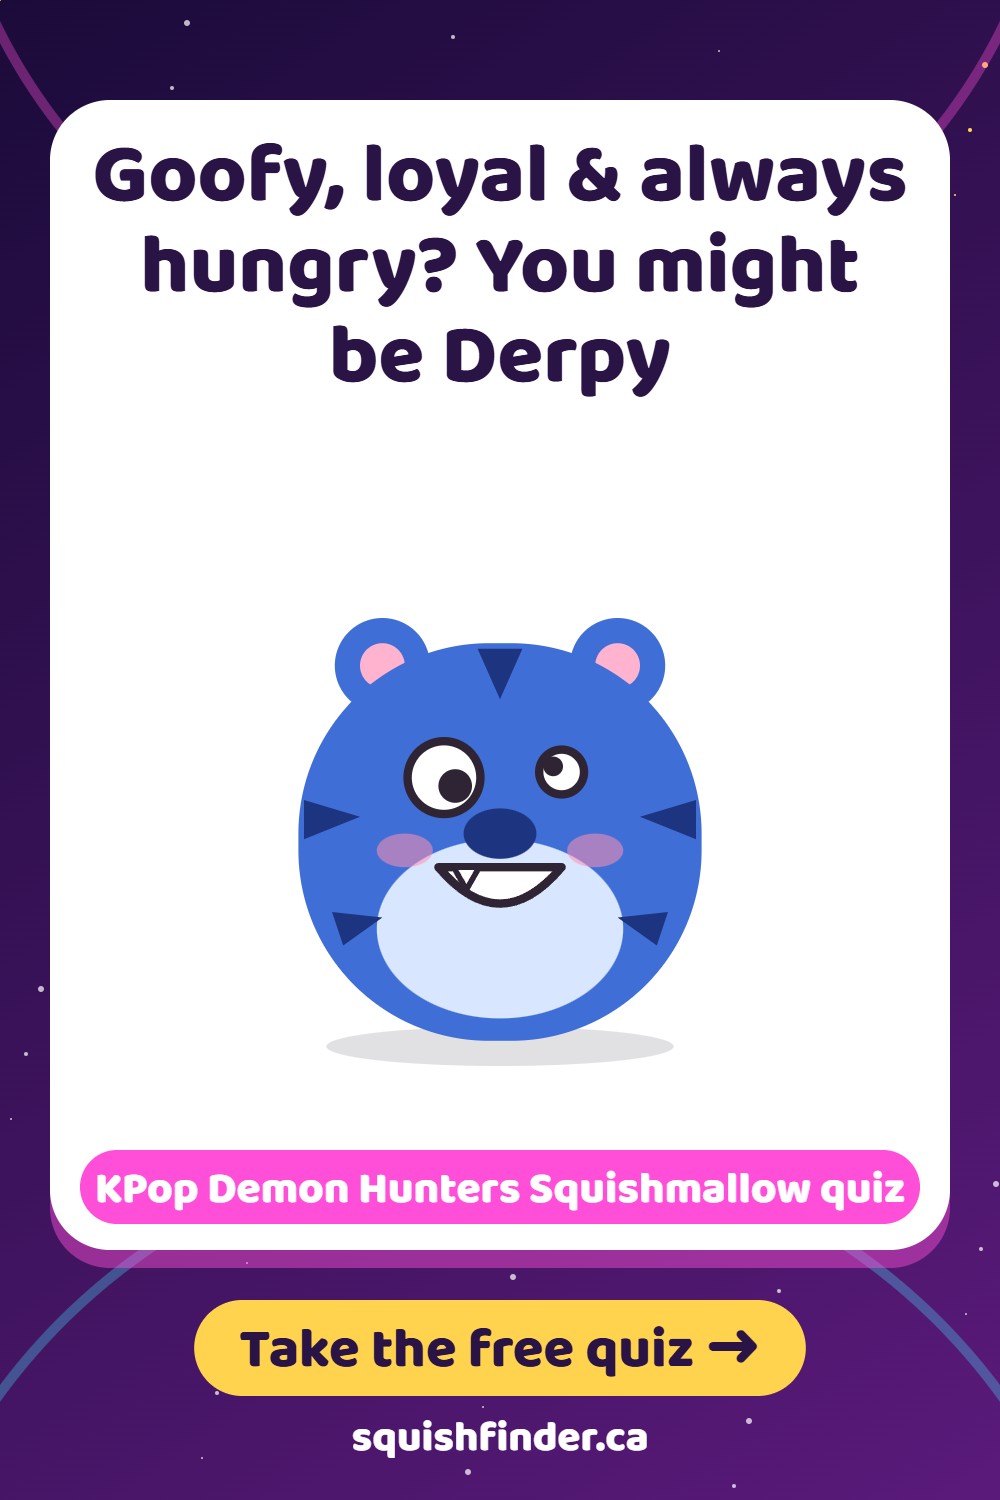 Goofy, loyal & always
hungry? You might
be Derpy
KPop Demon Hunters Squishmallow quiz
Take the free quiz →
squishfinder.ca